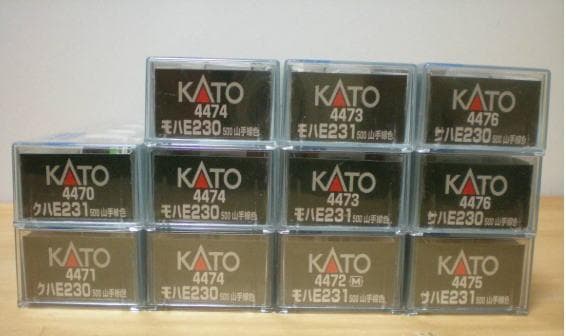 KATO
4474
モハE230 500 山手線色
KATO
4473
モハE231 500 山手線色
KATO
4476
サハE230 500 山手線色
KATO
4470
クハE231 500 山手線色
KATO
4474
モハE230 500 山手線色
KATO
4473
モハE231 500 山手線色
KATO
4476
サハE230 500 山手線色
KATO
4471
クハE230 500 山手線色
KATO
4474
モハE230 500 山手線色
KATO
4472 M
モハE231 500 山手線色
KATO
4475
サハE231 500 山手線色